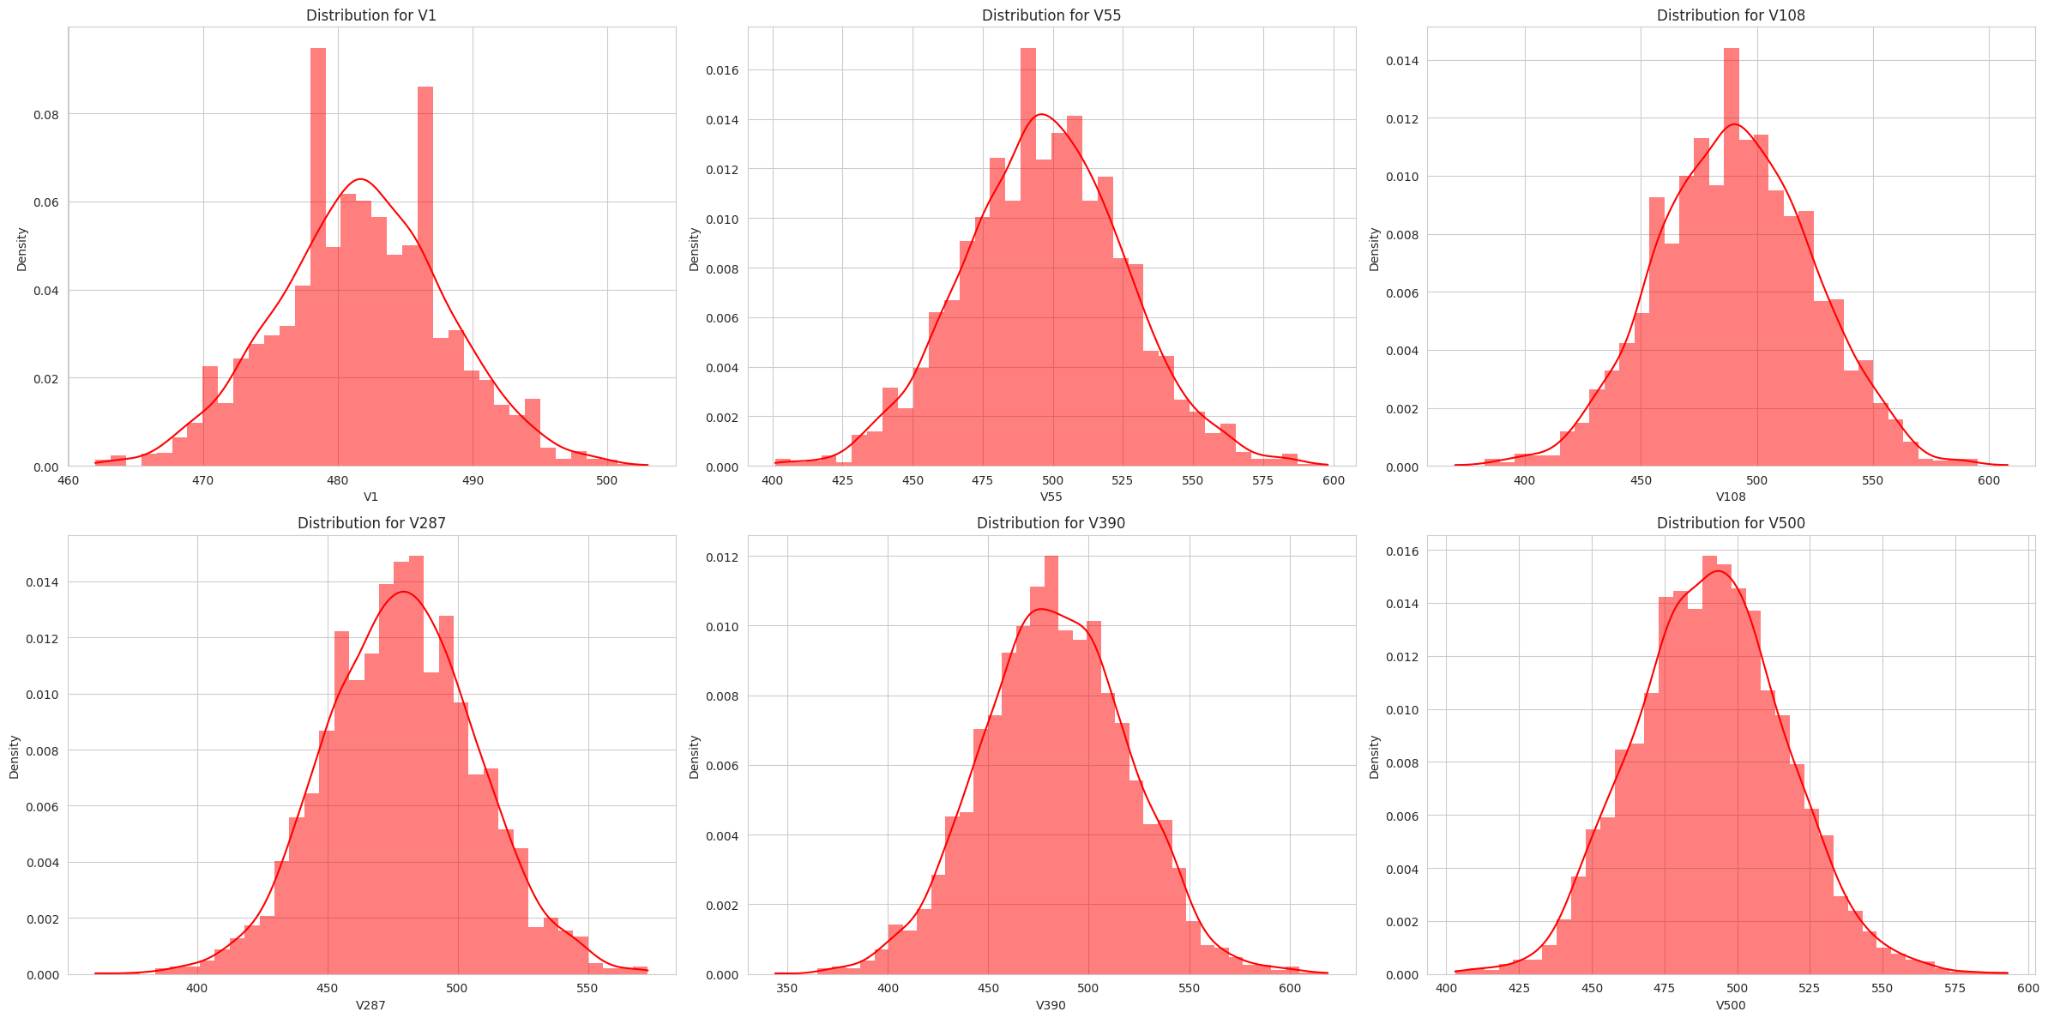 Distribution for V1
Density
0.08
0.06
0.04
0.02
0.00
460 470 480 490 500
V1
Distribution for V55
Density
0.016
0.014
0.012
0.010
0.008
0.006
0.004
0.002
0.000
400 425 450 475 500 525 550 575 600
V55
Distribution for V108
Density
0.014
0.012
0.010
0.008
0.006
0.004
0.002
0.000
400 450 500 550 600
V108
Distribution for V287
Density
0.014
0.012
0.010
0.008
0.006
0.004
0.002
0.000
400 450 500 550
V287
Distribution for V390
Density
0.012
0.010
0.008
0.006
0.004
0.002
0.000
350 400 450 500 550 600
V390
Distribution for V500
Density
0.016
0.014
0.012
0.010
0.008
0.006
0.004
0.002
0.000
400 425 450 475 500 525 550 575 600
V500